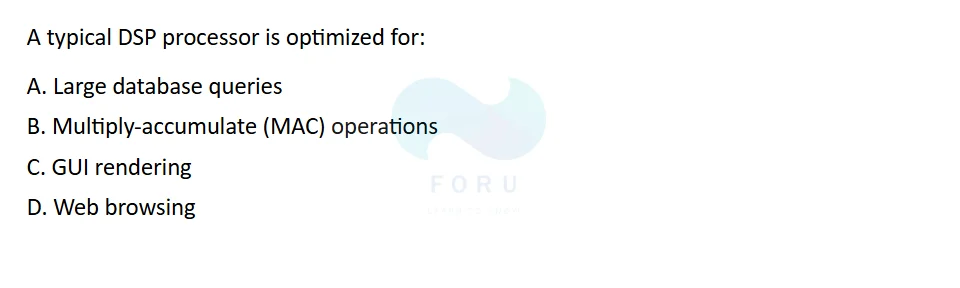 A typical DSP processor is optimized for:
A. Large database queries
B. Multiply-accumulate (MAC) operations
C. GUI rendering
D. Web browsing
FORU